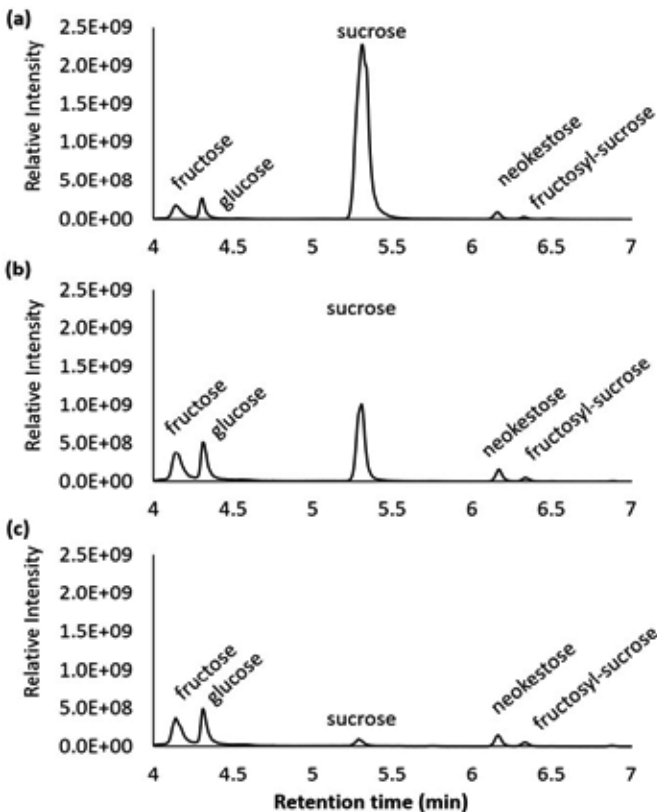 (a)
Relative Intensity
2.5E+09
2.0E+09
1.5E+09
1.0E+09
5.0E+08
0.0E+00
fructose
glucose
sucrose
neokestose
fructosyl-sucrose
4 4.5 5 5.5 6 6.5 7
(b)
Relative Intensity
2.5E+09
2.0E+09
1.5E+09
1.0E+09
5.0E+08
0.0E+00
fructose
glucose
sucrose
neokestose
fructosyl-sucrose
4 4.5 5 5.5 6 6.5 7
(c)
Relative Intensity
2.5E+09
2.0E+09
1.5E+09
1.0E+09
5.0E+08
0.0E+00
fructose
glucose
sucrose
neokestose
fructosyl-sucrose
4 4.5 5 5.5 6 6.5 7
Retention time (min)